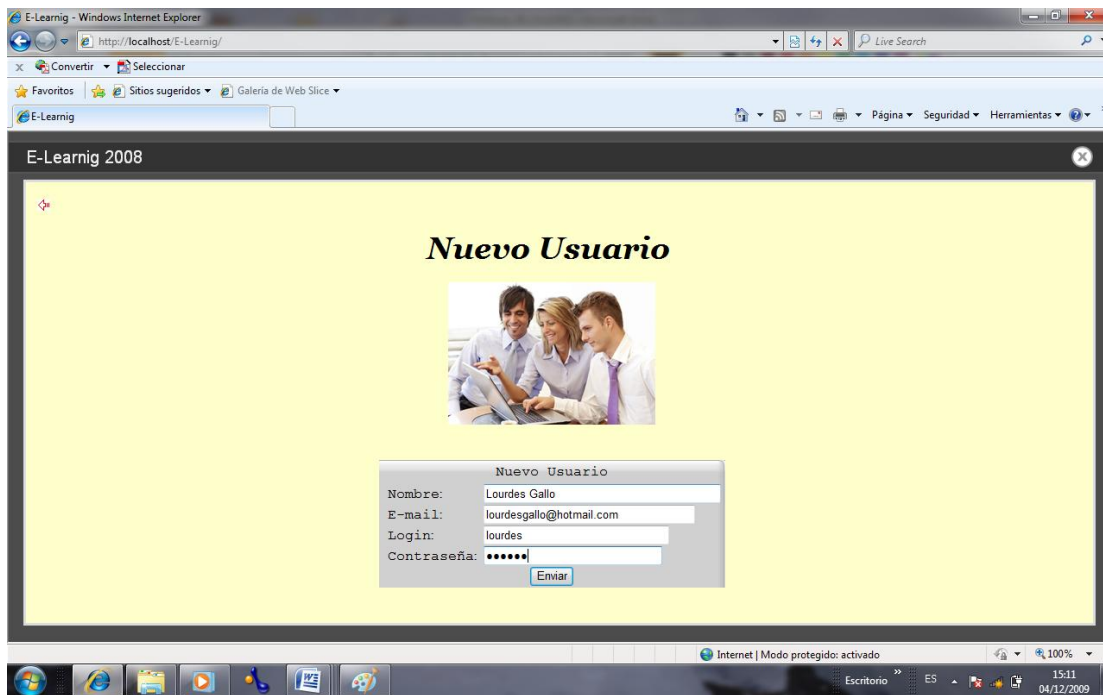 E-Learnig - Windows Internet Explorer
http://localhost/E-Learnig/
Live Search
x Convertir Seleccionar
Favoritos Sitios sugeridos Galería de Web Slice
E-Learnig
Página Seguridad Herramientas
E-Learnig 2008
Nuevo Usuario
Nuevo Usuario
Nombre: Lourdes Gallo
E-mail: lourdesgallo@hotmail.com
Login: lourdes
Contraseña: ••••••
Enviar
Internet | Modo protegido: activado
100%
Escritorio » ES 15:11
04/12/2009